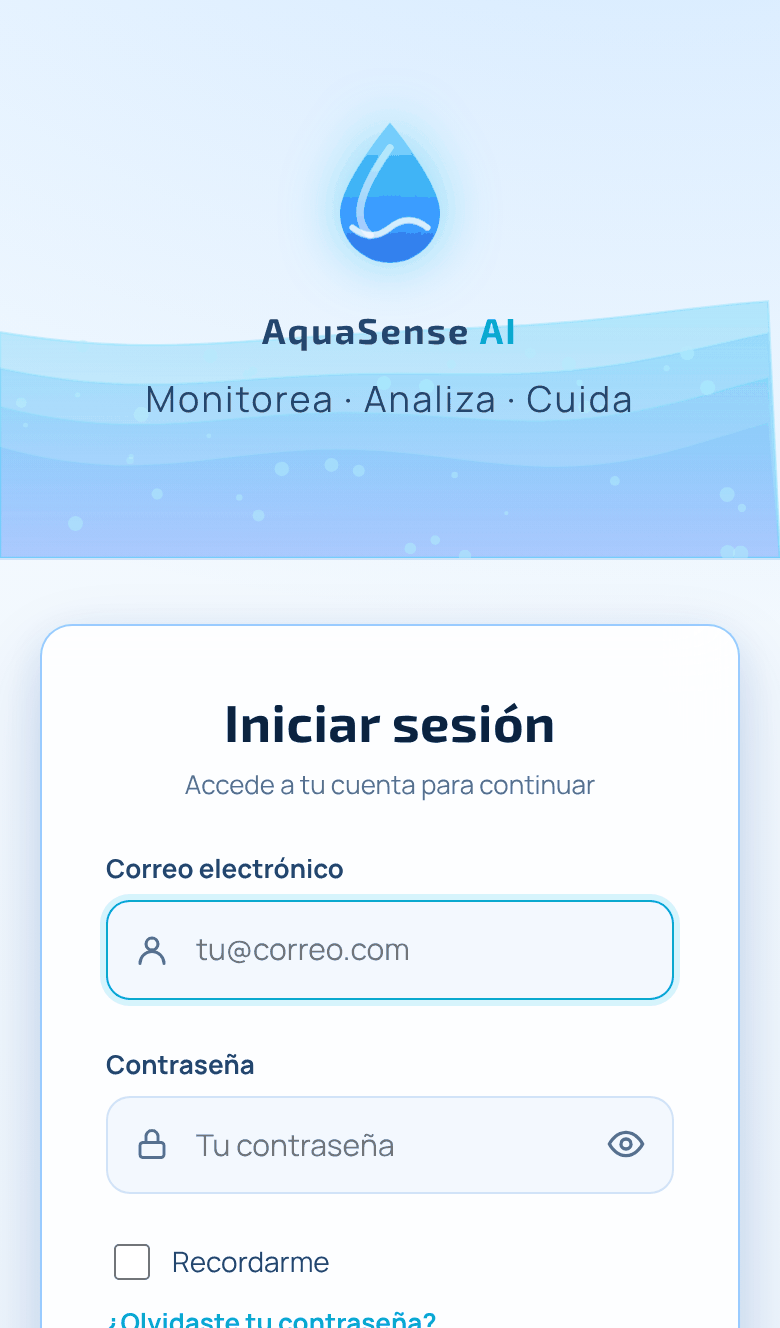 AquaSense AI
Monitorea · Analiza · Cuida
Iniciar sesión
Accede a tu cuenta para continuar
Correo electrónico
tu@correo.com
Contraseña
Tu contraseña
Recordarme
¿Olvidaste tu contraseña?